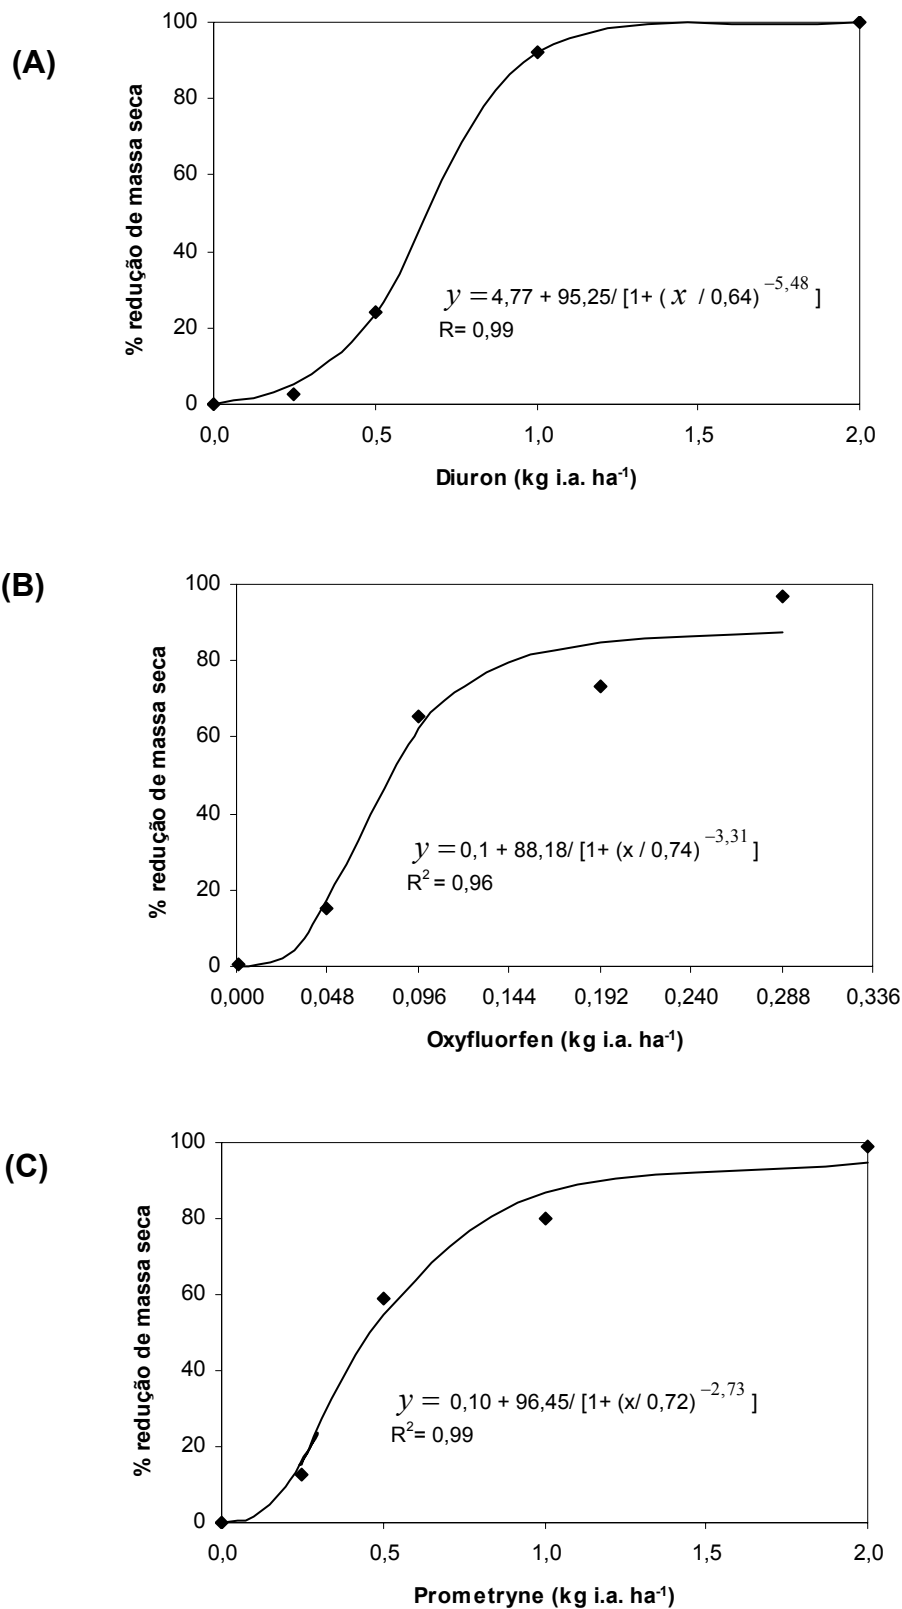 (A)
% redução de massa seca
100
80
60
40
20
0
y = 4,77 + 95,25/ [1+ ( x / 0,64) ^−5,48 ]
R= 0,99
0,0 0,5 1,0 1,5 2,0
Diuron (kg i.a. ha⁻¹)
(B)
% redução de massa seca
100
80
60
40
20
0
y = 0,1 + 88,18/ [1+ (x / 0,74) ^−3,31 ]
R² = 0,96
0,000 0,048 0,096 0,144 0,192 0,240 0,288 0,336
Oxyfluorfen (kg i.a. ha⁻¹)
(C)
% redução de massa seca
100
80
60
40
20
0
y = 0,10 + 96,45/ [1+ (x/ 0,72) ^−2,73 ]
R²= 0,99
0,0 0,5 1,0 1,5 2,0
Prometryne (kg i.a. ha⁻¹)